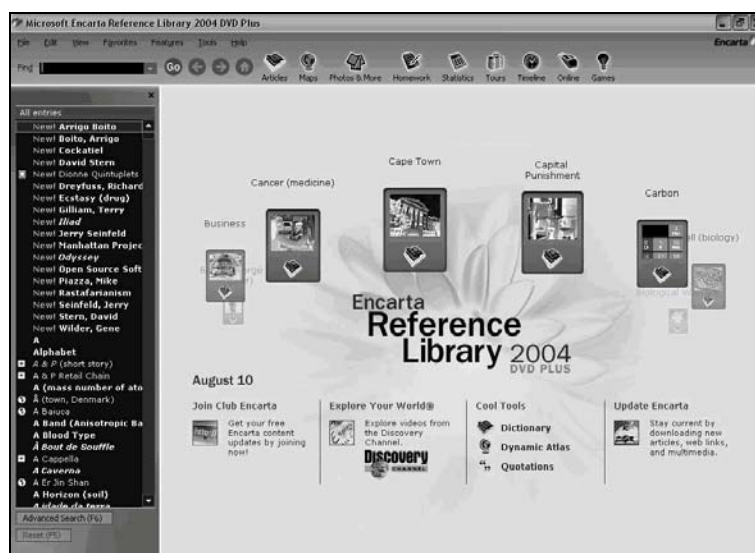 Microsoft Encarta Reference Library 2004 DVD Plus
File Edit View Favorites Features Tools Help
Encarta
Find
Go
Articles Maps Photos & More Homework Statistics Tours Timeline Online Games
All entries
New! Arrigo Boito
New! Boito, Arrigo
New! Cockatiel
New! David Stern
New! Dionne Quintuplets
New! Dreyfuss, Richard
New! Ecstasy (drug)
New! Gilliam, Terry
New! Iliad
New! Jerry Seinfeld
New! Manhattan Projec
New! Odyssey
New! Open Source Soft
New! Piazza, Mike
New! Rastafarianism
New! Seinfeld, Jerry
New! Stern, David
New! Wilder, Gene
A
Alphabet
A & P (short story)
A & P Retail Chain
A (mass number of ato
Å (town, Denmark)
A Baiuca
A Band (Anisotropic Ba
A Blood Type
À Bout de Souffle
A Cappella
A Caverna
A Er Jin Shan
A Horizon (soil)
A idade da terra
Advanced Search (F6)
Reset (F5)
Business
Cancer (medicine)
Cape Town
Capital
Punishment
Carbon
ell (biology)
Encarta
Reference
Library 2004
DVD PLUS
August 10
Join Club Encarta
Get your free
Encarta content
updates by joining
now!
http://
Explore Your World®
Explore videos from
the Discovery
Channel.
Discovery
CHANNEL
Cool Tools
Dictionary
Dynamic Atlas
Quotations
Update Encarta
Stay current by
downloading new
articles, web links,
and multimedia.